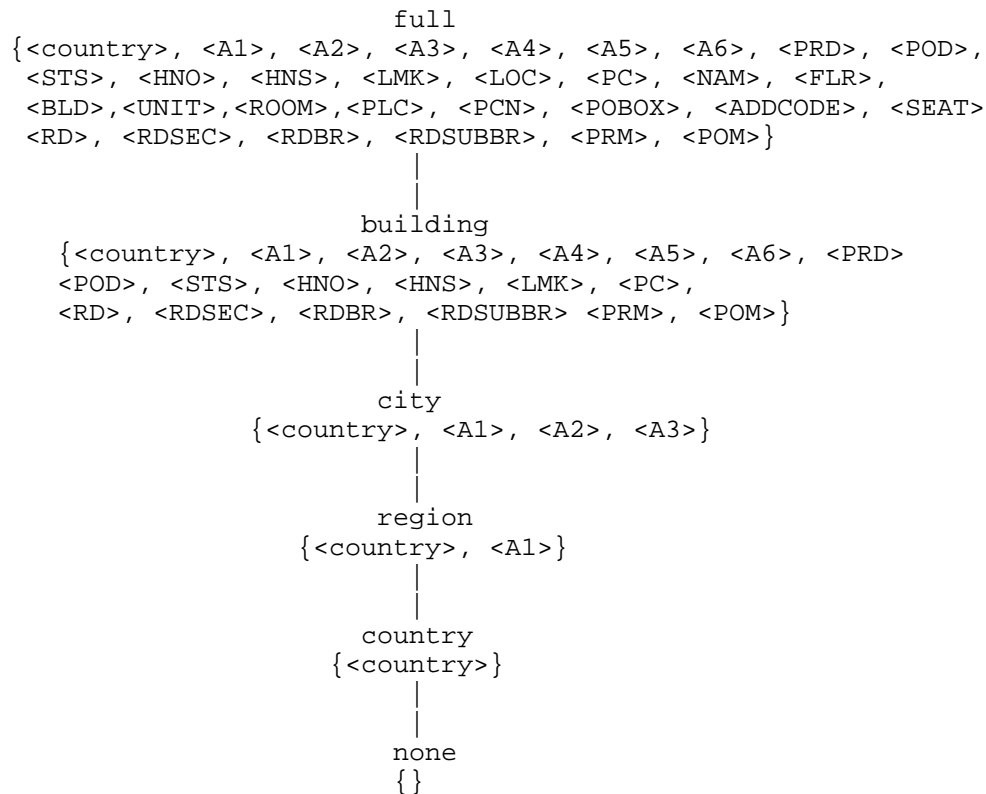 full
{<country>, <A1>, <A2>, <A3>, <A4>, <A5>, <A6>, <PRD>, <POD>,
<STS>, <HNO>, <HNS>, <LMK>, <LOC>, <PC>, <NAM>, <FLR>,
<BLD>,<UNIT>,<ROOM>,<PLC>, <PCN>, <POBOX>, <ADDCODE>, <SEAT>
<RD>, <RDSEC>, <RDBR>, <RDSUBBR>, <PRM>, <POM>}
|
|
building
{<country>, <A1>, <A2>, <A3>, <A4>, <A5>, <A6>, <PRD>
<POD>, <STS>, <HNO>, <HNS>, <LMK>, <PC>,
<RD>, <RDSEC>, <RDBR>, <RDSUBBR> <PRM>, <POM>}
|
|
city
{<country>, <A1>, <A2>, <A3>}
|
|
region
{<country>, <A1>}
|
|
country
{<country>}
|
|
none
{}